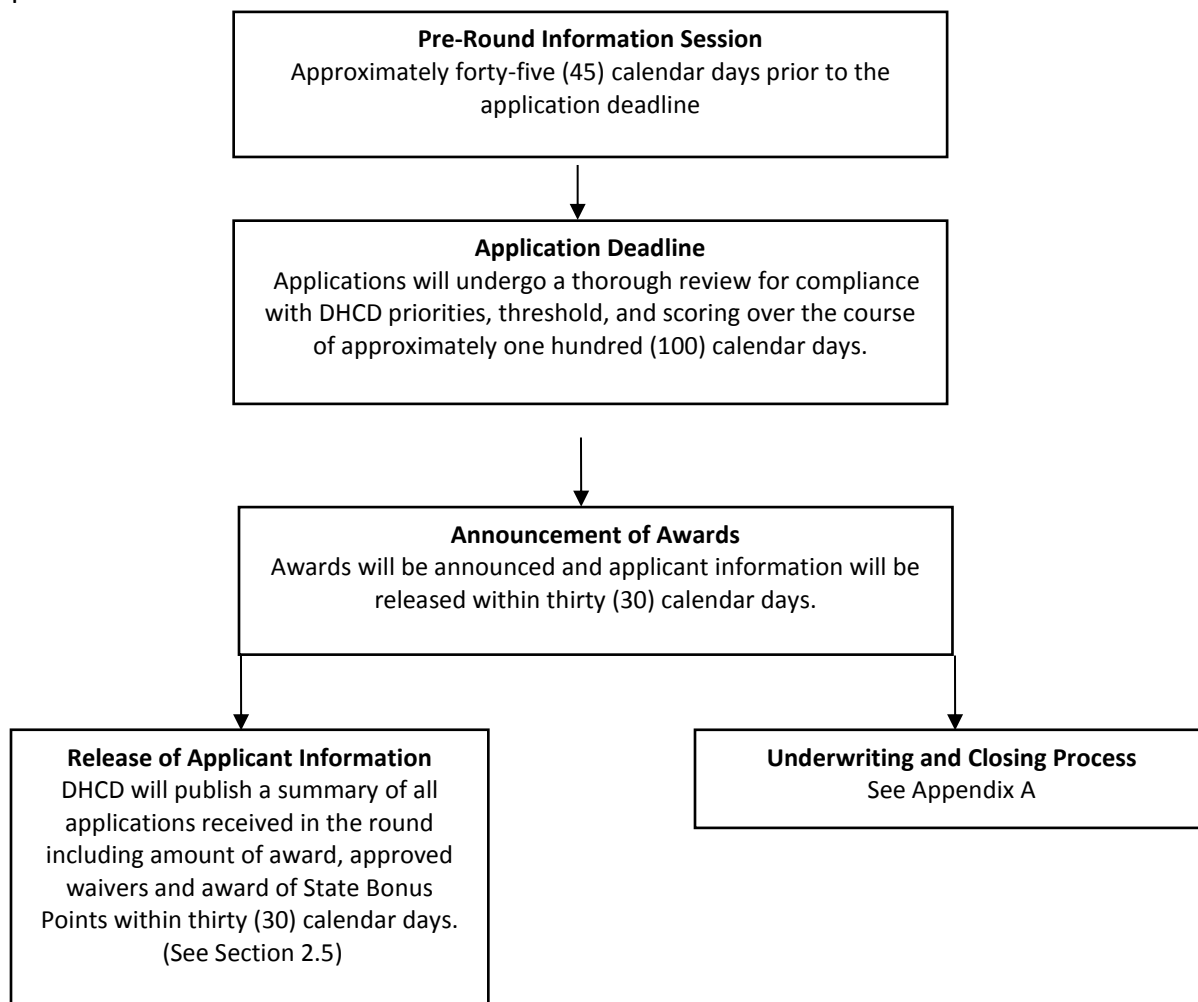 Pre-Round Information Session
Approximately forty-five (45) calendar days prior to the
application deadline
Application Deadline
Applications will undergo a thorough review for compliance
with DHCD priorities, threshold, and scoring over the course
of approximately one hundred (100) calendar days.
Announcement of Awards
Awards will be announced and applicant information will be
released within thirty (30) calendar days.
Release of Applicant Information
DHCD will publish a summary of all
applications received in the round
including amount of award, approved
waivers and award of State Bonus
Points within thirty (30) calendar days.
(See Section 2.5)
Underwriting and Closing Process
See Appendix A